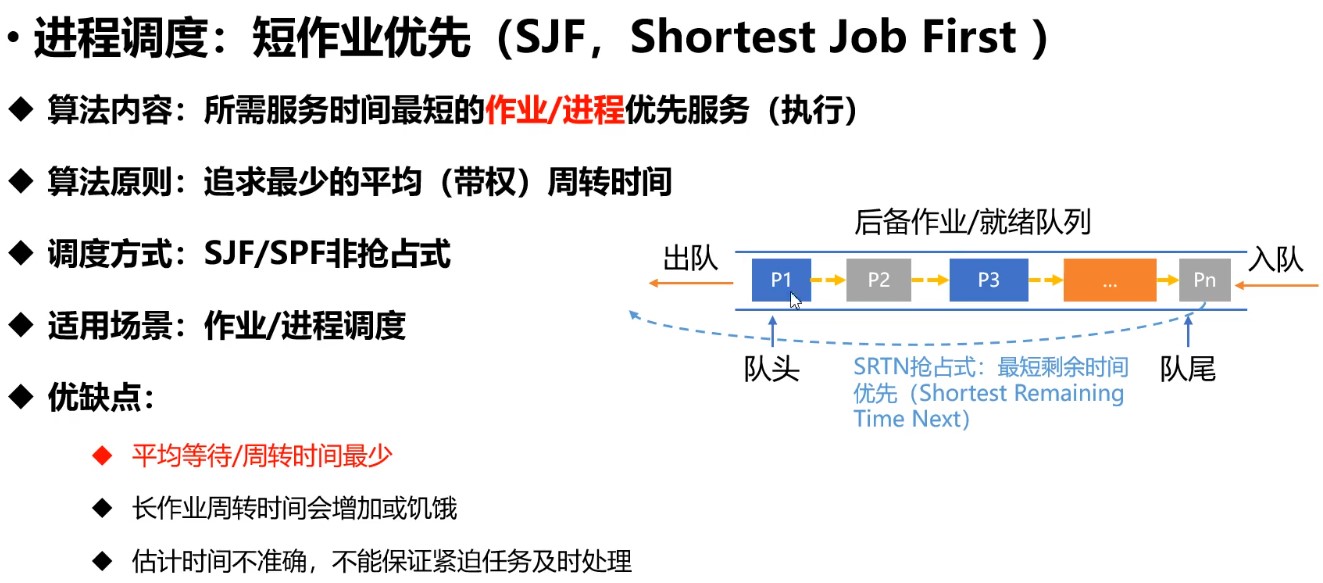 • 进程调度：短作业优先（SJF，Shortest Job First ）
◆ 算法内容：所需服务时间最短的作业/进程优先服务（执行）
◆ 算法原则：追求最少的平均（带权）周转时间
◆ 调度方式：SJF/SPF非抢占式
◆ 适用场景：作业/进程调度
◆ 优缺点：
◆ 平均等待/周转时间最少
◆ 长作业周转时间会增加或饥饿
◆ 估计时间不准确，不能保证紧迫任务及时处理
后备作业/就绪队列
出队
P1
P2
P3
...
Pn
入队
队头
队尾
SRTN抢占式：最短剩余时间
优先（Shortest Remaining
Time Next）